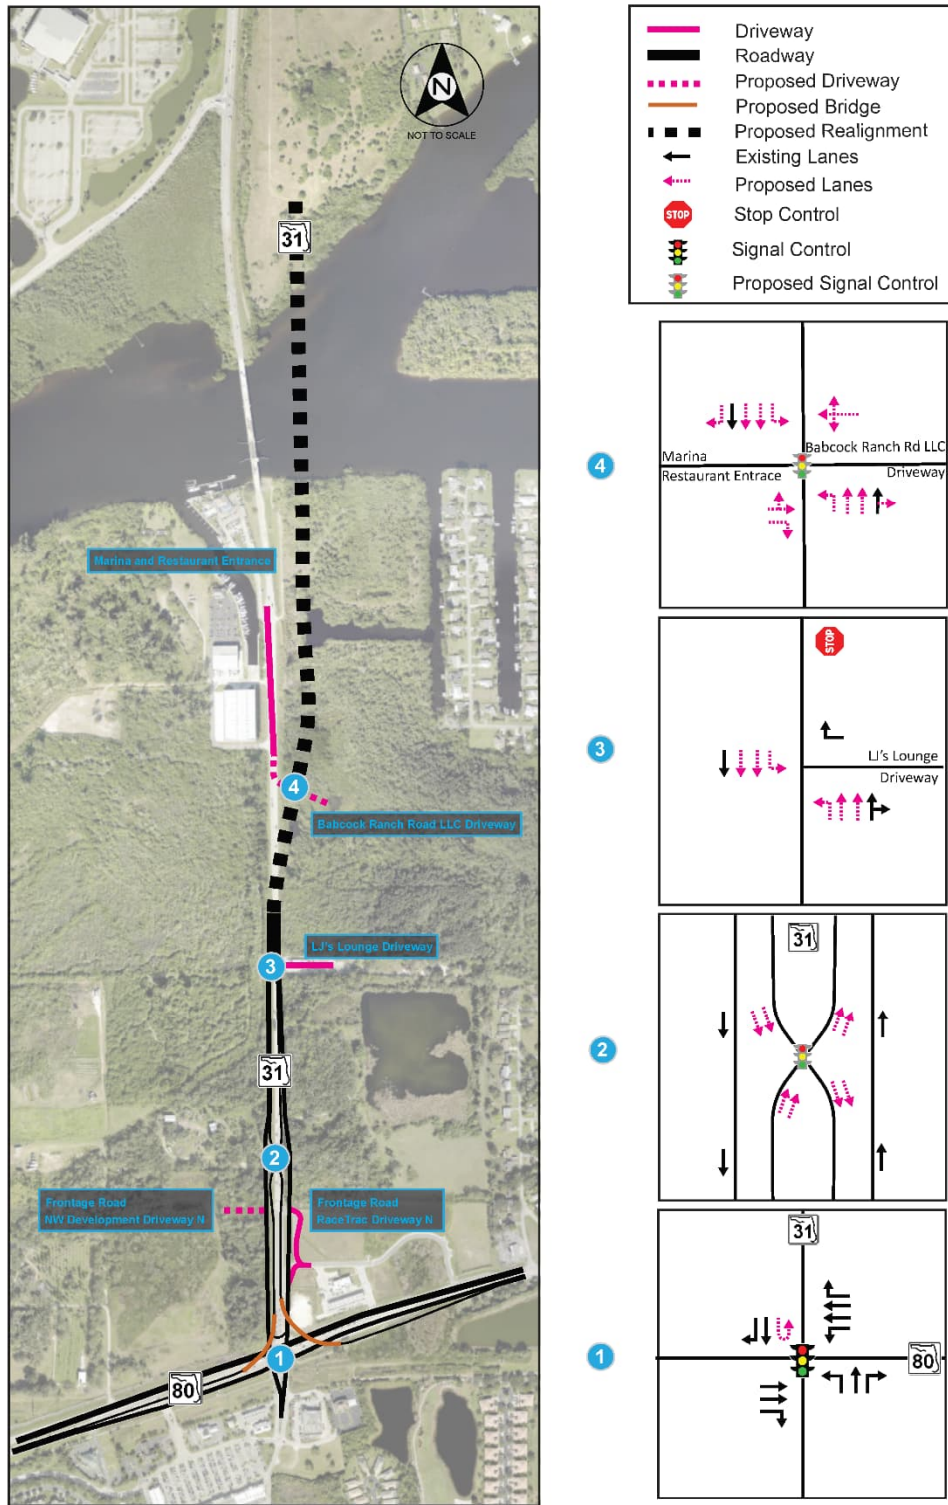 N
NOT TO SCALE
31
Marina and Restaurant Entrance
4
Babcock Ranch Road LLC Driveway
LJ's Lounge Driveway
3
31
2
Frontage Road
NW Development Driveway N
Frontage Road
RaceTrac Driveway N
1
80
Driveway
Roadway
Proposed Driveway
Proposed Bridge
Proposed Realignment
Existing Lanes
Proposed Lanes
STOP
Stop Control
Signal Control
Proposed Signal Control
4
Marina
Restaurant Entrace
Babcock Ranch Rd LLC
Driveway
3
STOP
LJ's Lounge
Driveway
2
31
1
31
80